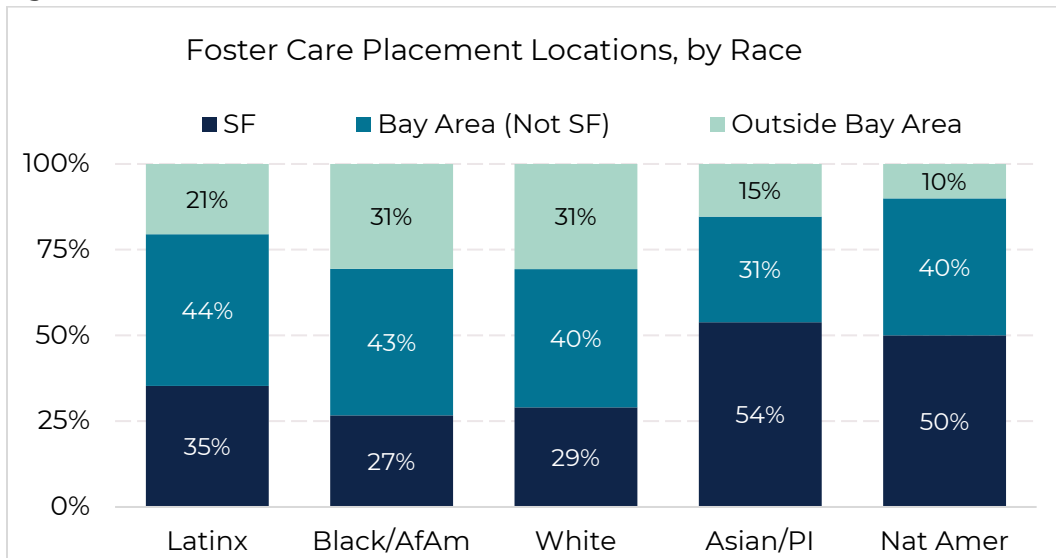 Foster Care Placement Locations, by Race
SF Bay Area (Not SF) Outside Bay Area
100%
75%
50%
25%
0%
21% 31% 31% 15% 10%
44% 43% 40% 31% 40%
35% 27% 29% 54% 50%
Latinx Black/AfAm White Asian/PI Nat Amer